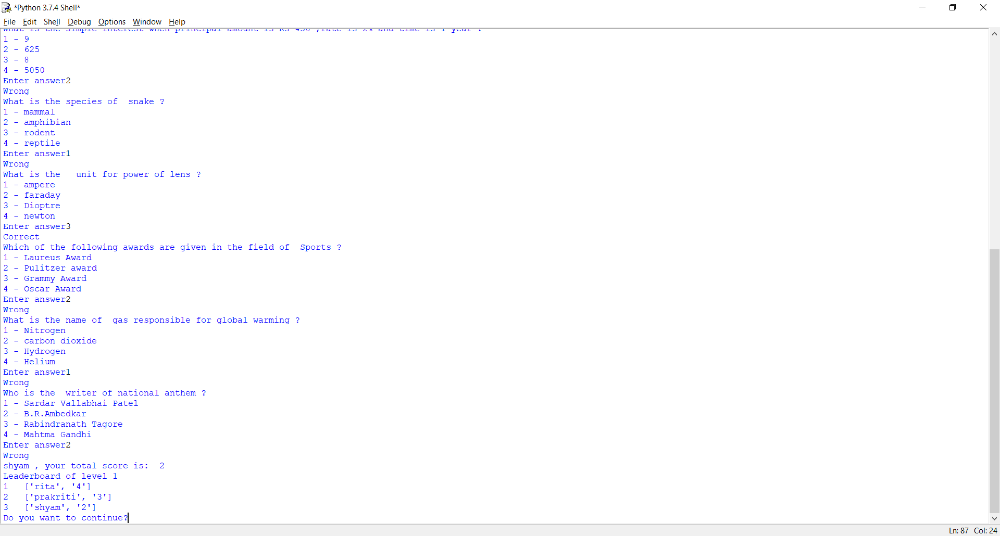 *Python 3.7.4 Shell*
File Edit Shell Debug Options Window Help
What is the simple interest when principal amount is Rs 450 ,rate is 2% and time is 1 year ?
1 - 9
2 - 625
3 - 8
4 - 5050
Enter answer2
Wrong
What is the species of  snake ?
1 - mammal
2 - amphibian
3 - rodent
4 - reptile
Enter answer1
Wrong
What is the   unit for power of lens ?
1 - ampere
2 - faraday
3 - Dioptre
4 - newton
Enter answer3
Correct
Which of the following awards are given in the field of  Sports ?
1 - Laureus Award
2 - Pulitzer award
3 - Grammy Award
4 - Oscar Award
Enter answer2
Wrong
What is the name of  gas responsible for global warming ?
1 - Nitrogen
2 - carbon dioxide
3 - Hydrogen
4 - Helium
Enter answer1
Wrong
Who is the  writer of national anthem ?
1 - Sardar Vallabhai Patel
2 - B.R.Ambedkar
3 - Rabindranath Tagore
4 - Mahtma Gandhi
Enter answer2
Wrong
shyam , your total score is:  2
Leaderboard of level 1
1   ['rita', '4']
2   ['prakriti', '3']
3   ['shyam', '2']
Do you want to continue?
Ln: 87 Col: 24